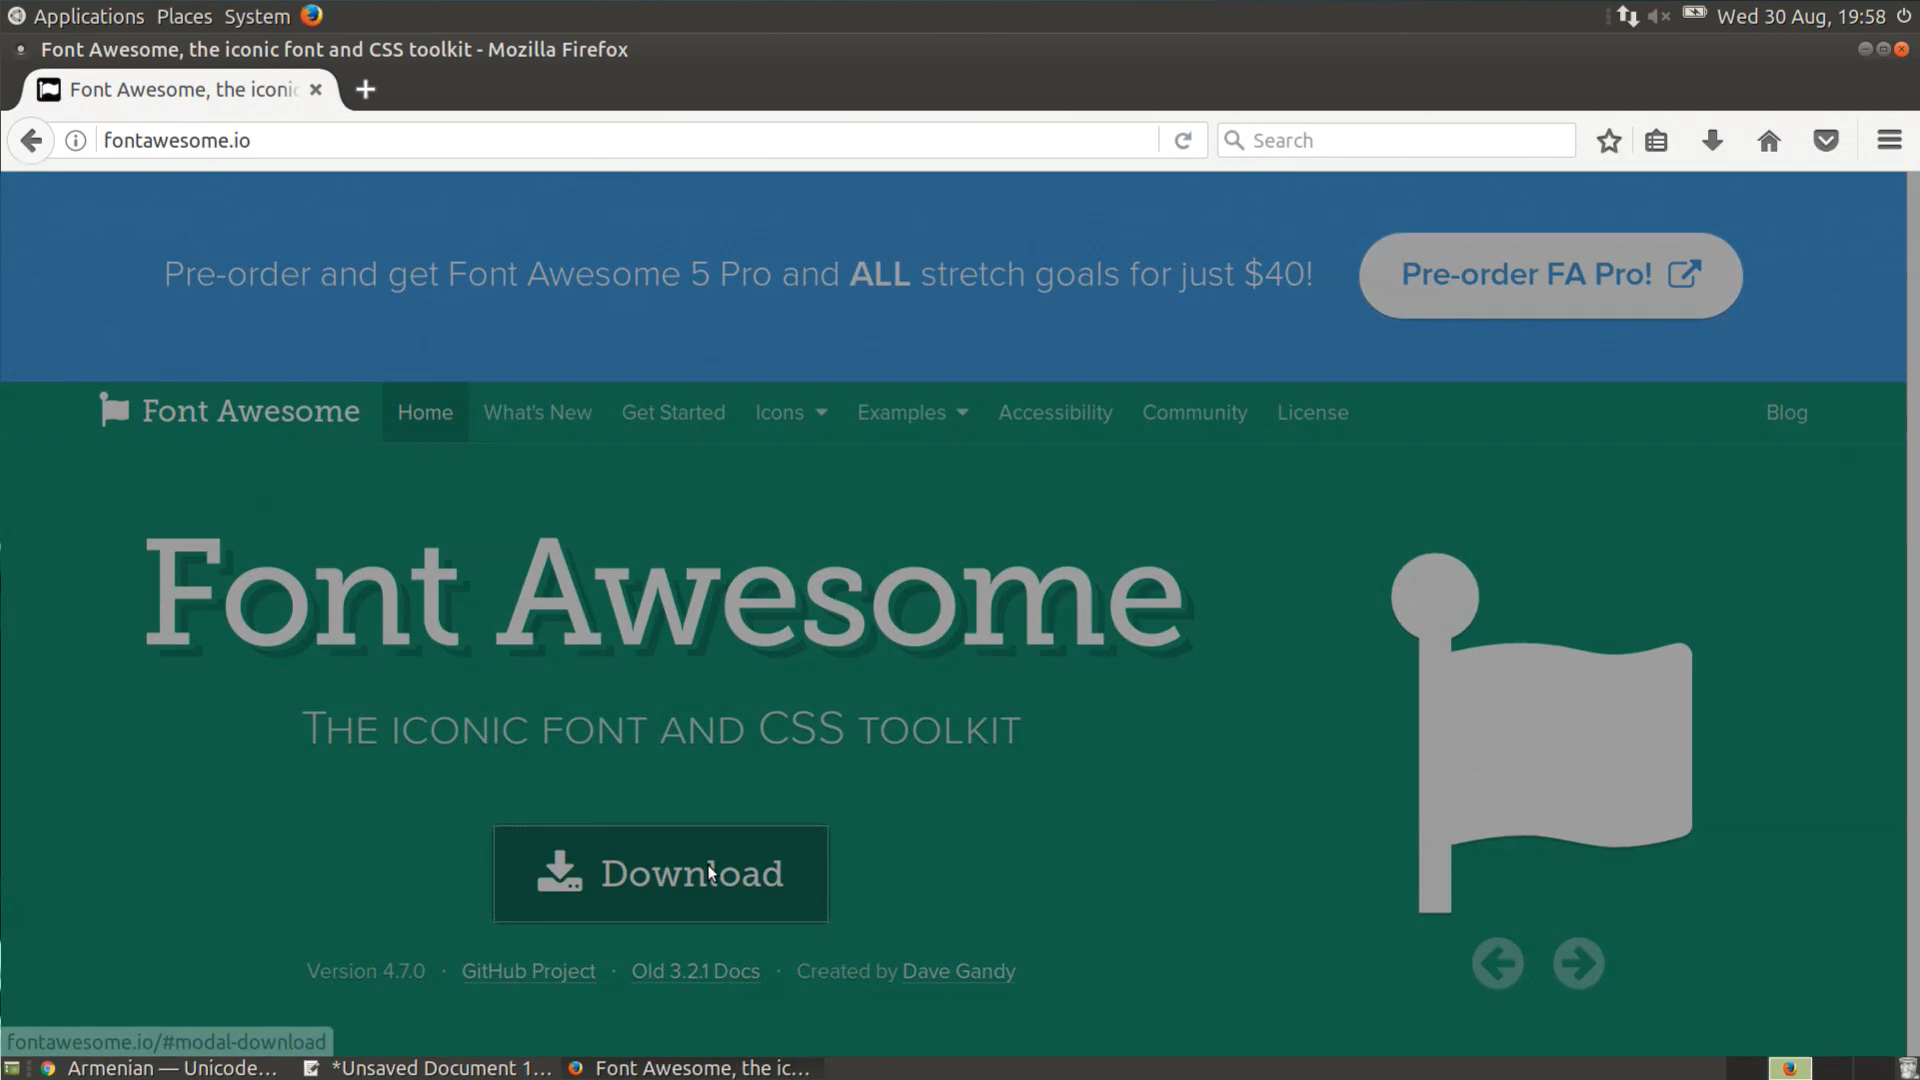 Applications Places System Wed 30 Aug, 19:58
Font Awesome, the iconic font and CSS toolkit - Mozilla Firefox
Font Awesome, the iconic
fontawesome.io Search
Pre-order and get Font Awesome 5 Pro and ALL stretch goals for just $40! Pre-order FA Pro!
Font Awesome Home What's New Get Started Icons Examples Accessibility Community License Blog
Font Awesome
The iconic font and CSS toolkit
Download
Version 4.7.0 · GitHub Project · Old 3.2.1 Docs · Created by Dave Gandy
fontawesome.io/#modal-download
Armenian — Unicode... *Unsaved Document 1... Font Awesome, the ic...